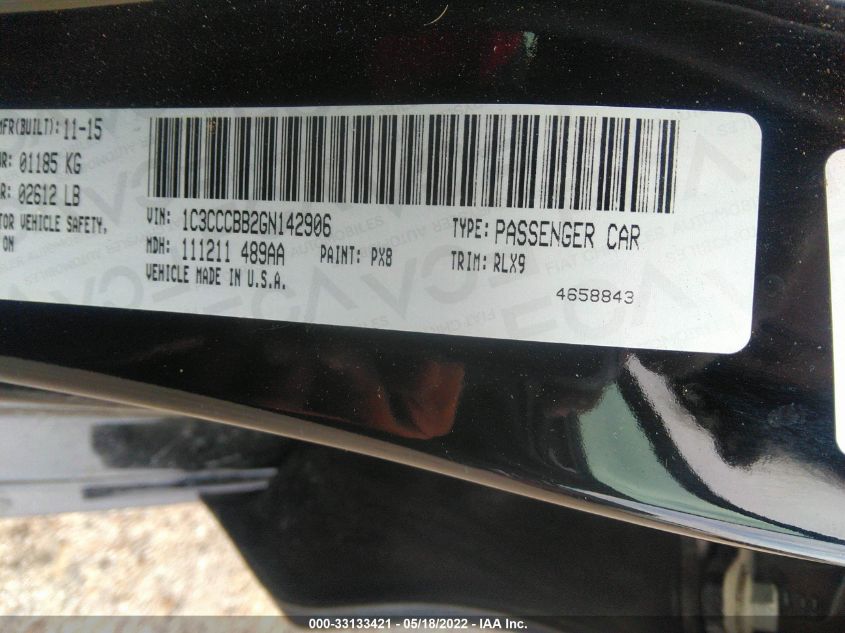 MFR(BUILT): 11-15
R: 01185 KG
R: 02612 LB
TOR VEHICLE SAFETY,
ON
VIN: 1C3CCCBB2GN142906
TYPE: PASSENGER CAR
MDH: 111211 489AA
PAINT: PX8
TRIM: RLX9
VEHICLE MADE IN U.S.A.
4658843
000-33133421 - 05/18/2022 - IAA Inc.